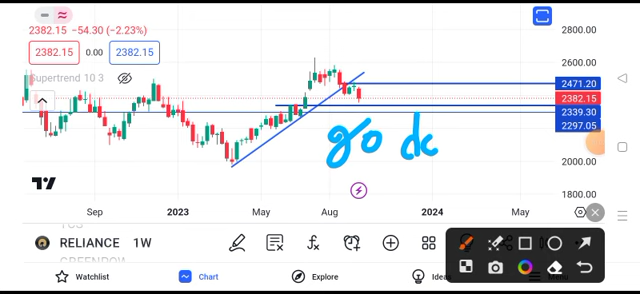 2382.15 −54.30 (−2.23%)
2382.15 0.00 2382.15
Supertrend 10 3
2800.00
2600.00
2471.20
2382.15
2339.30
2297.05
2000.00
1800.00
go do
Sep 2023 May Aug 2024 May
RELIANCE 1W
Watchlist Chart Explore Ideas Menu